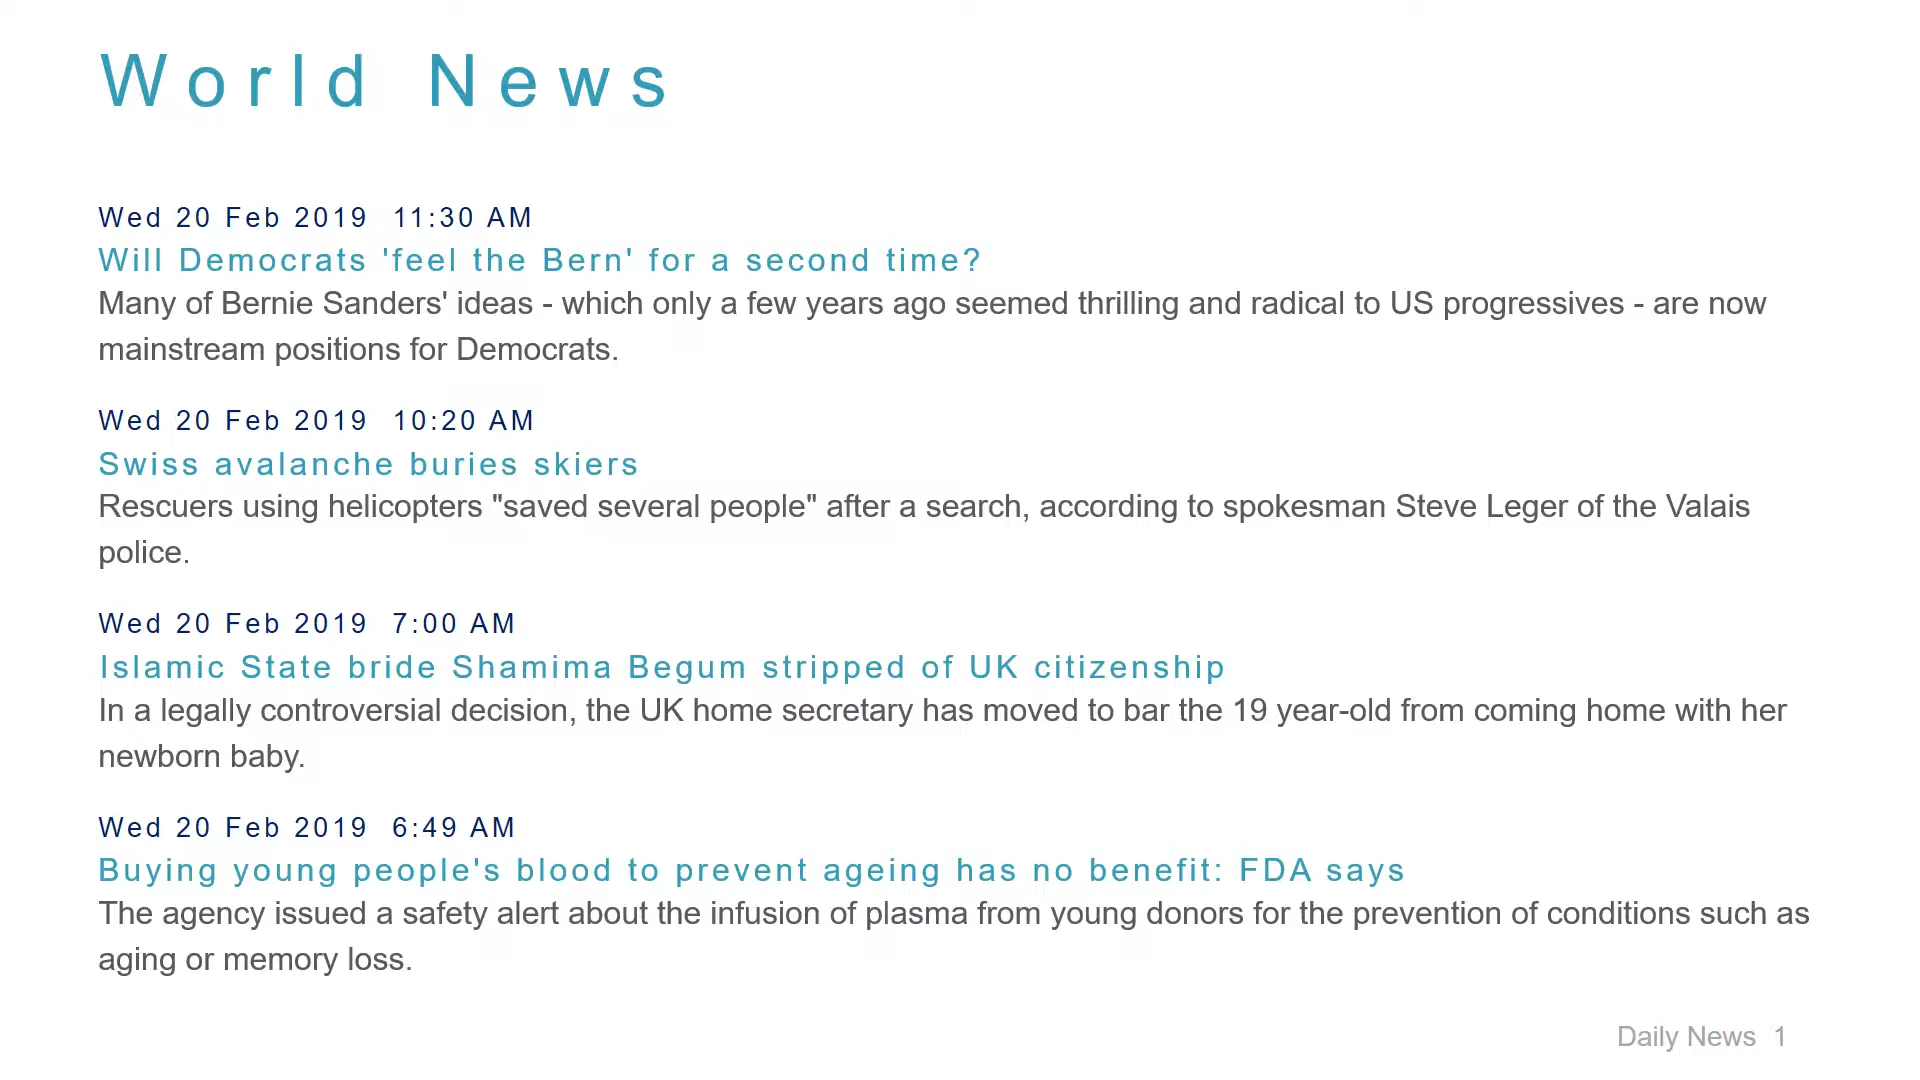 World News
Wed 20 Feb 2019 11:30 AM
Will Democrats 'feel the Bern' for a second time?
Many of Bernie Sanders' ideas - which only a few years ago seemed thrilling and radical to US progressives - are now
mainstream positions for Democrats.
Wed 20 Feb 2019 10:20 AM
Swiss avalanche buries skiers
Rescuers using helicopters "saved several people" after a search, according to spokesman Steve Leger of the Valais
police.
Wed 20 Feb 2019 7:00 AM
Islamic State bride Shamima Begum stripped of UK citizenship
In a legally controversial decision, the UK home secretary has moved to bar the 19 year-old from coming home with her
newborn baby.
Wed 20 Feb 2019 6:49 AM
Buying young people's blood to prevent ageing has no benefit: FDA says
The agency issued a safety alert about the infusion of plasma from young donors for the prevention of conditions such as
aging or memory loss.
Daily News 1